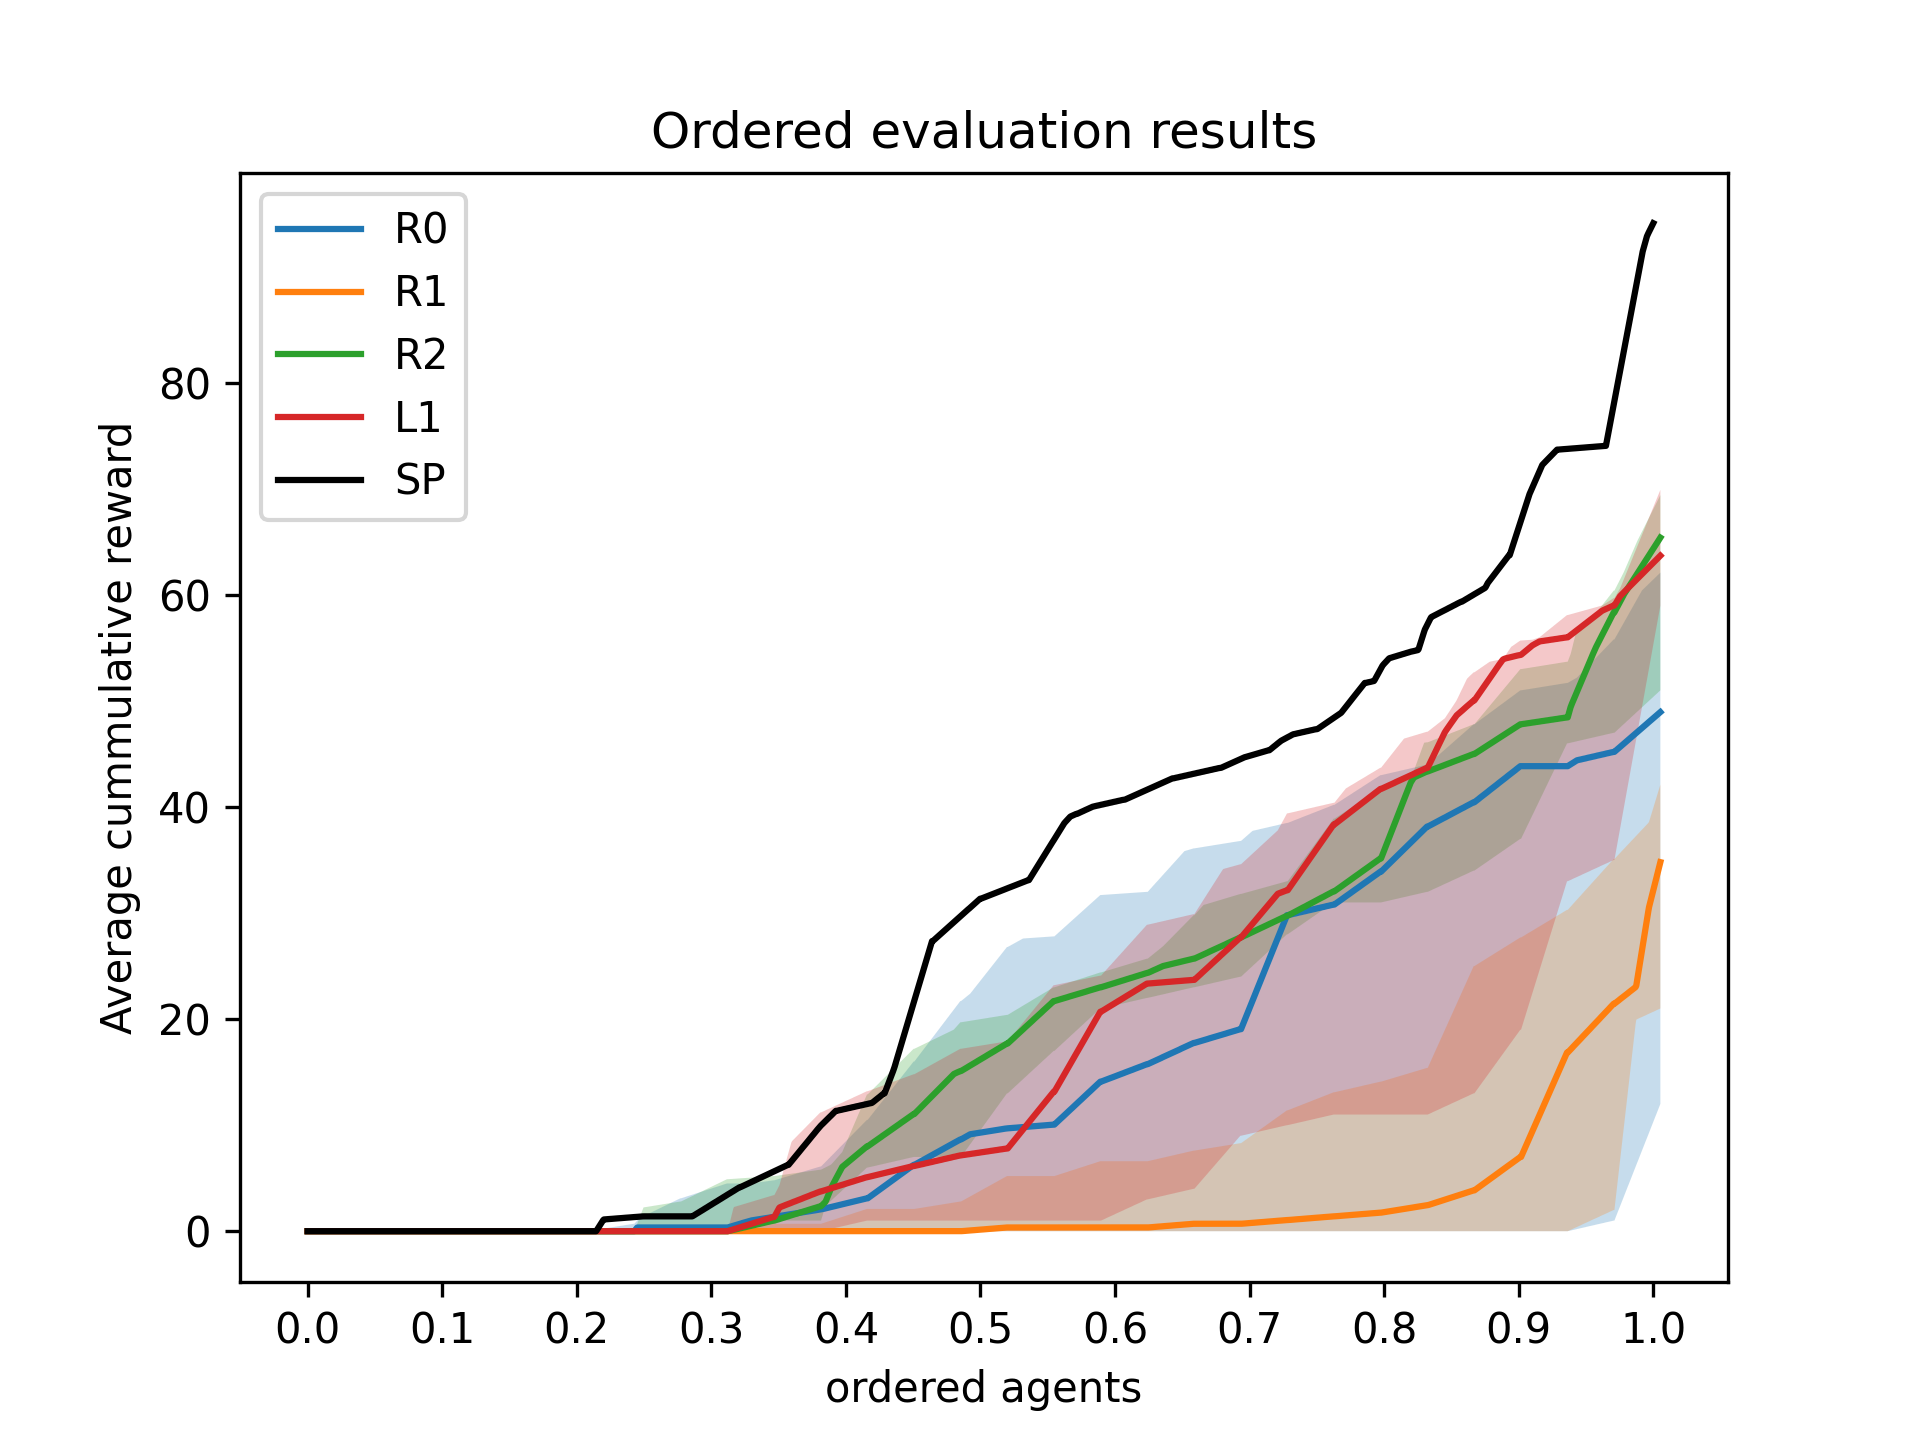 Ordered evaluation results
R0
R1
R2
L1
SP
80
60
40
20
0
Average cummulative reward
0.0 0.1 0.2 0.3 0.4 0.5 0.6 0.7 0.8 0.9 1.0
ordered agents